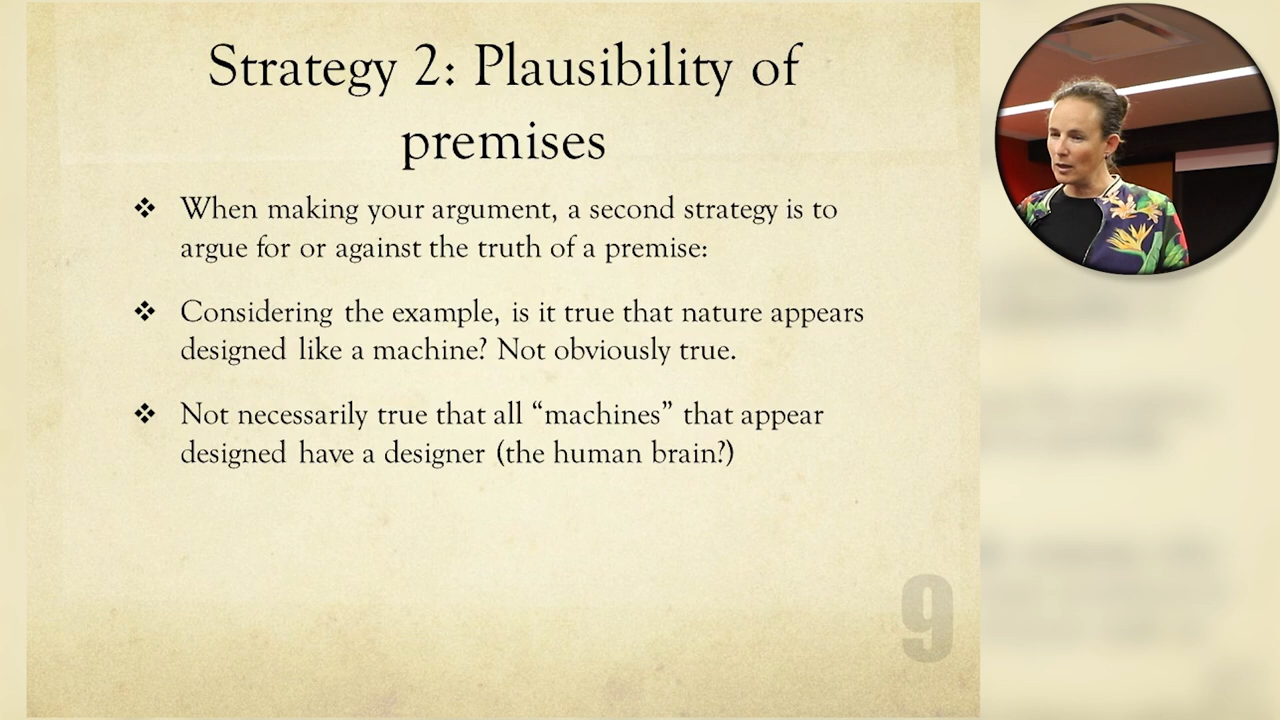 Strategy 2: Plausibility of
premises
❖ When making your argument, a second strategy is to
argue for or against the truth of a premise:
❖ Considering the example, is it true that nature appears
designed like a machine? Not obviously true.
❖ Not necessarily true that all “machines” that appear
designed have a designer (the human brain?)
9